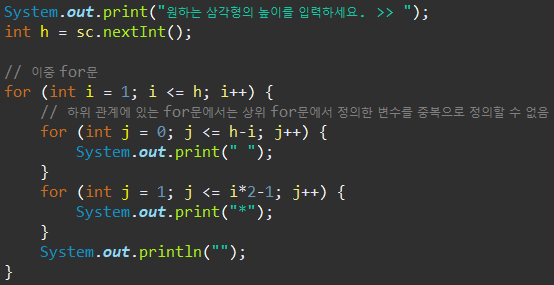 System.out.print("원하는 삼각형의 높이를 입력하세요. >> ");
int h = sc.nextInt();
// 이중 for문
for (int i = 1; i <= h; i++) {
// 하위 관계에 있는 for문에서는 상위 for문에서 정의한 변수를 중복으로 정의할 수 없음
for (int j = 0; j <= h-i; j++) {
System.out.print(" ");
}
for (int j = 1; j <= i*2-1; j++) {
System.out.print("*");
}
System.out.println("");
}